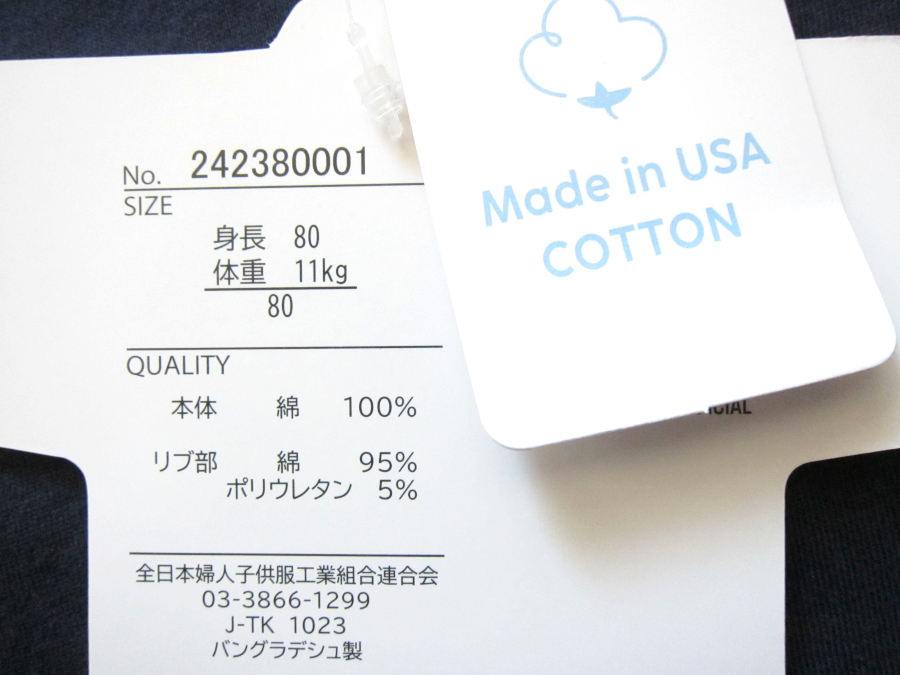 No. 242380001
SIZE
身長 80
体重 11kg
80
QUALITY
本体 綿 100%
リブ部 綿 95%
ポリウレタン 5%
全日本婦人子供服工業組合連合会
03-3866-1299
J-TK 1023
バングラデシュ製
Made in USA
COTTON